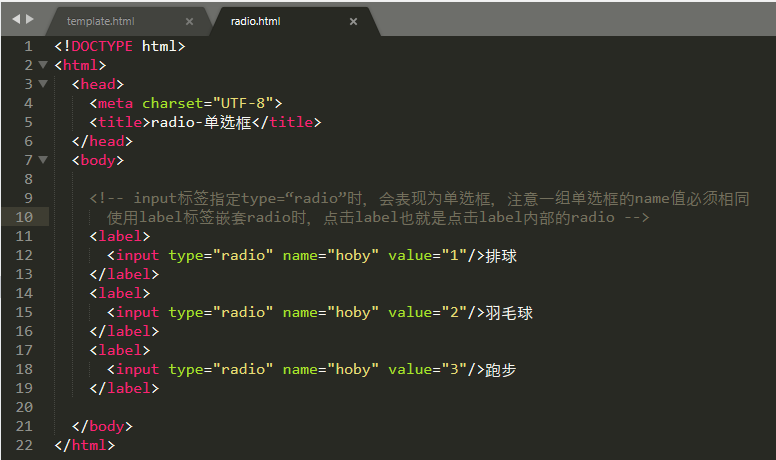 template.html × radio.html ×
1 <!DOCTYPE html>
2 <html>
3 <head>
4 <meta charset="UTF-8">
5 <title>radio-单选框</title>
6 </head>
7 <body>
8
9 <!-- input标签指定type=“radio”时，会表现为单选框，注意一组单选框的name值必须相同
10 使用label标签嵌套radio时，点击label也就是点击label内部的radio -->
11 <label>
12 <input type="radio" name="hoby" value="1"/>排球
13 </label>
14 <label>
15 <input type="radio" name="hoby" value="2"/>羽毛球
16 </label>
17 <label>
18 <input type="radio" name="hoby" value="3"/>跑步
19 </label>
20
21 </body>
22 </html>